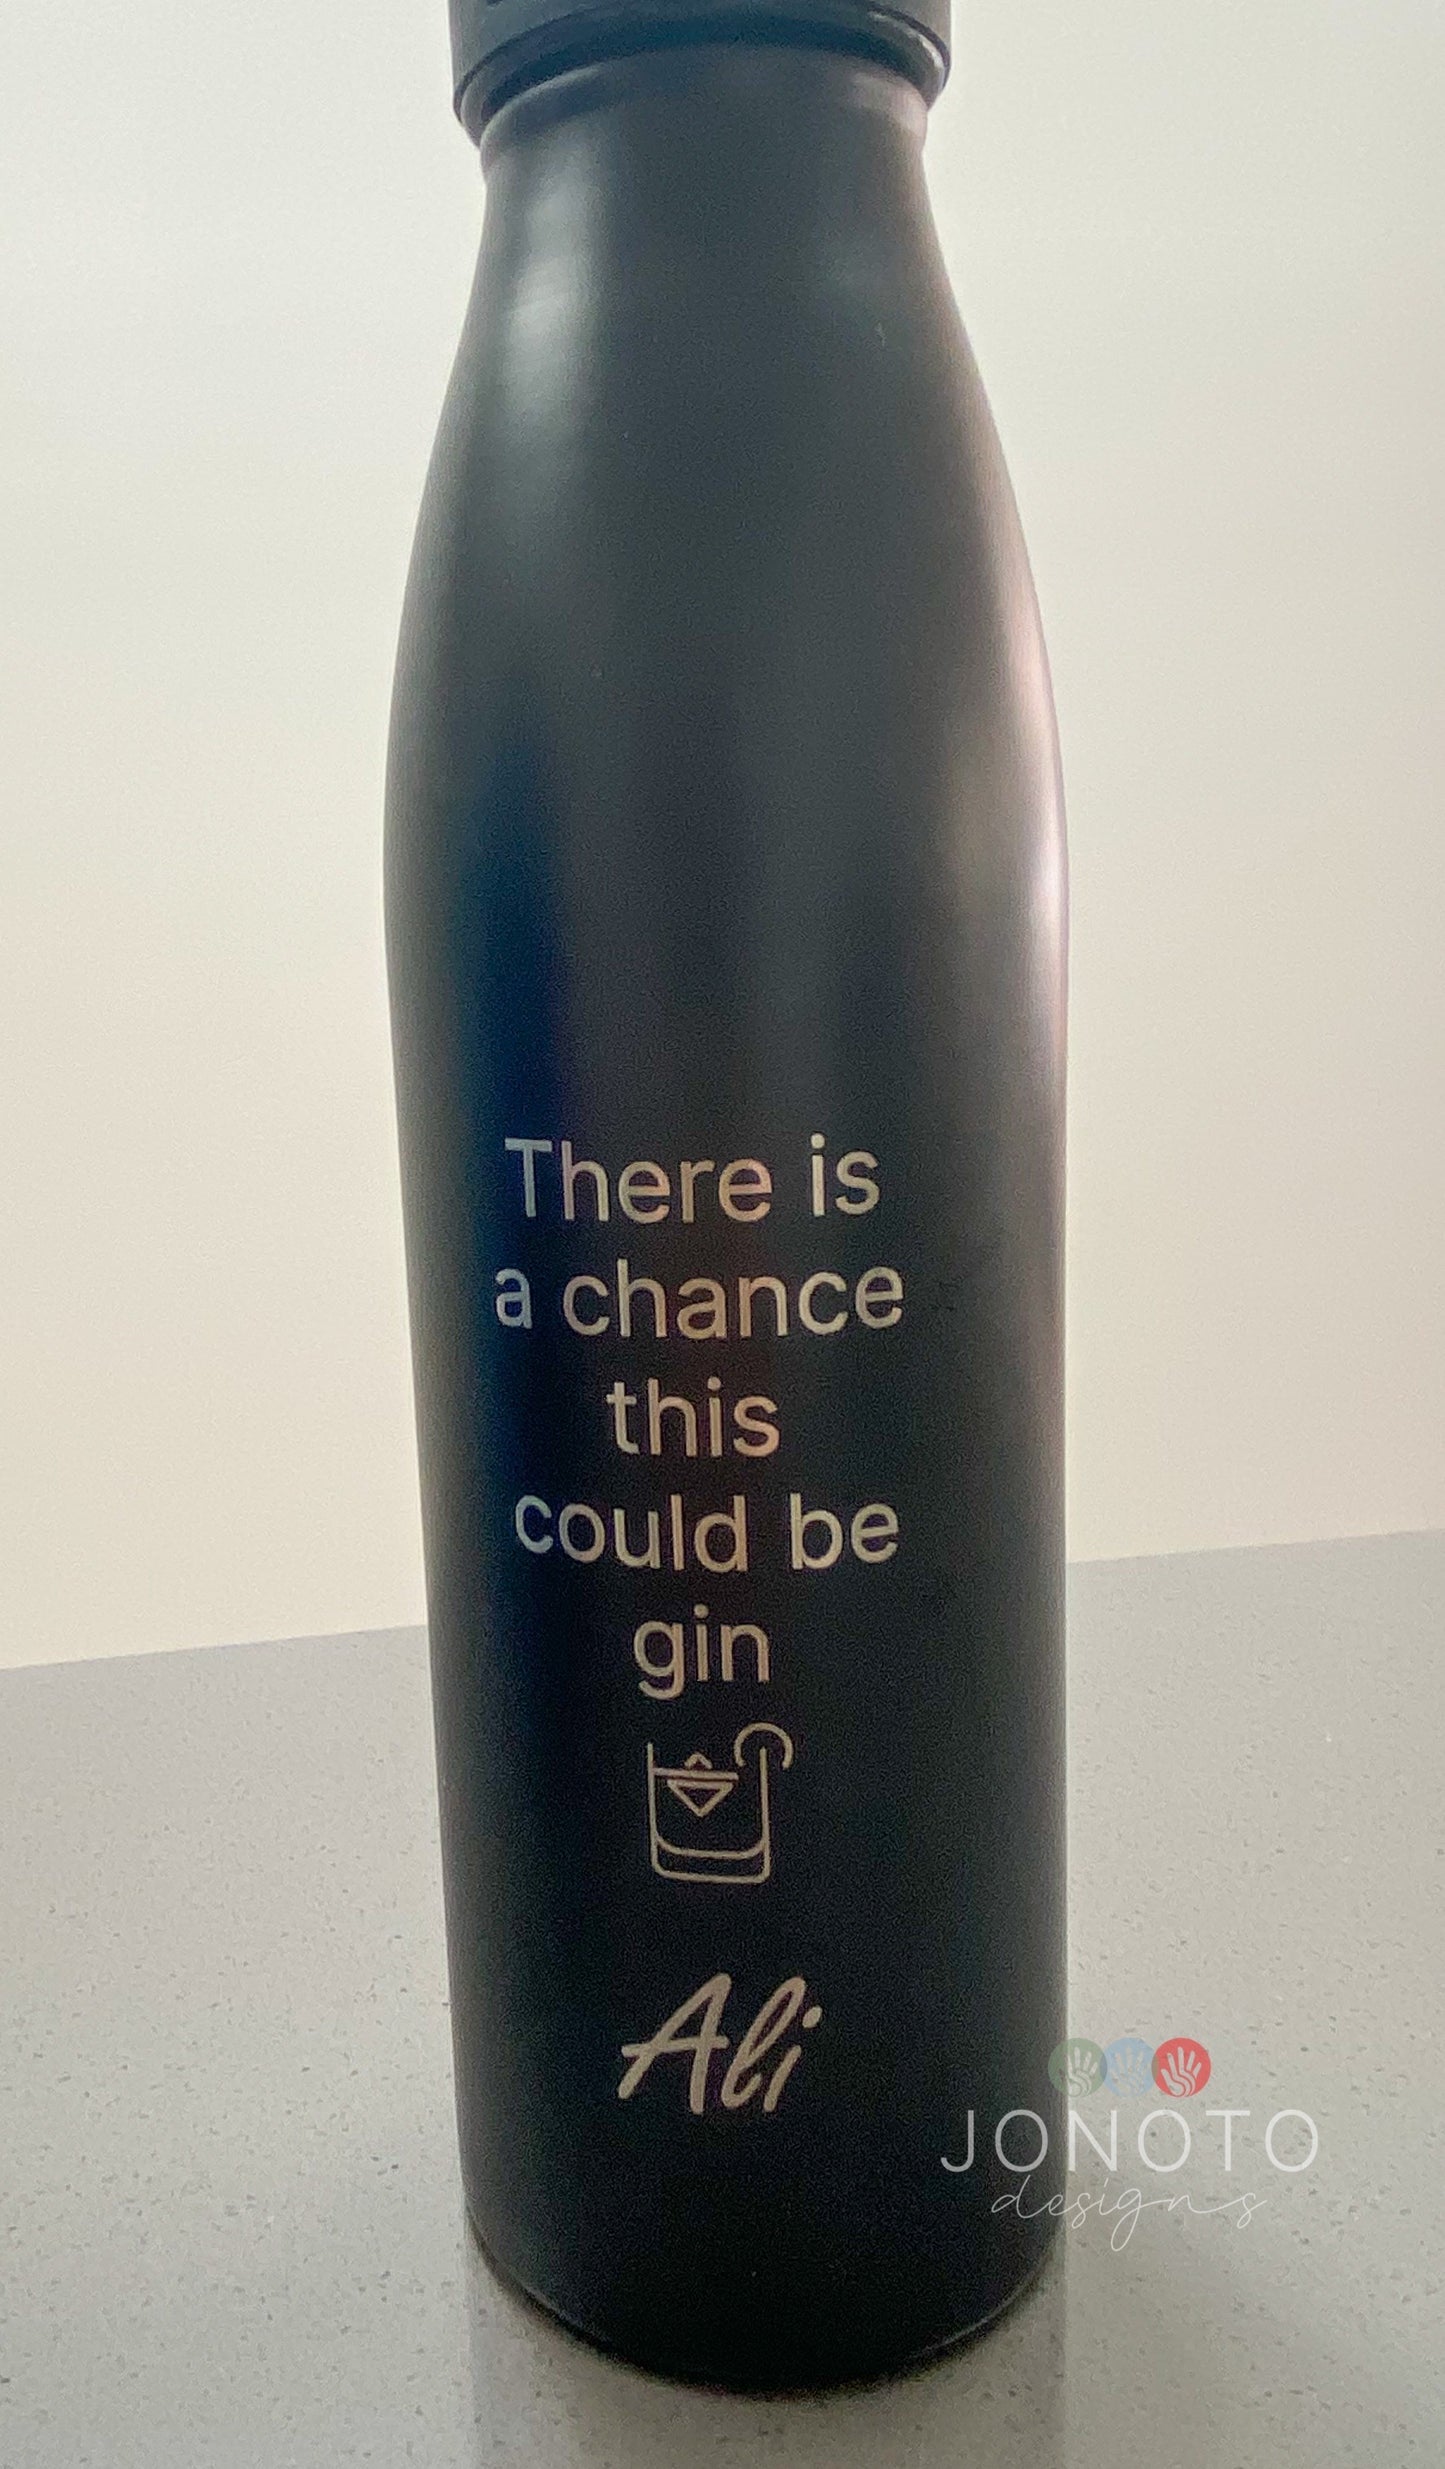 There is
a chance
this
could be
gin
Ali
JONOTO
designs